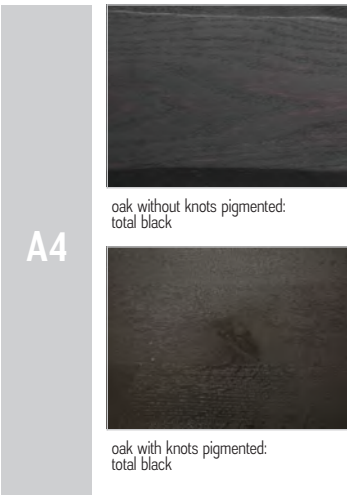 A4
oak without knots pigmented:
total black
oak with knots pigmented:
total black